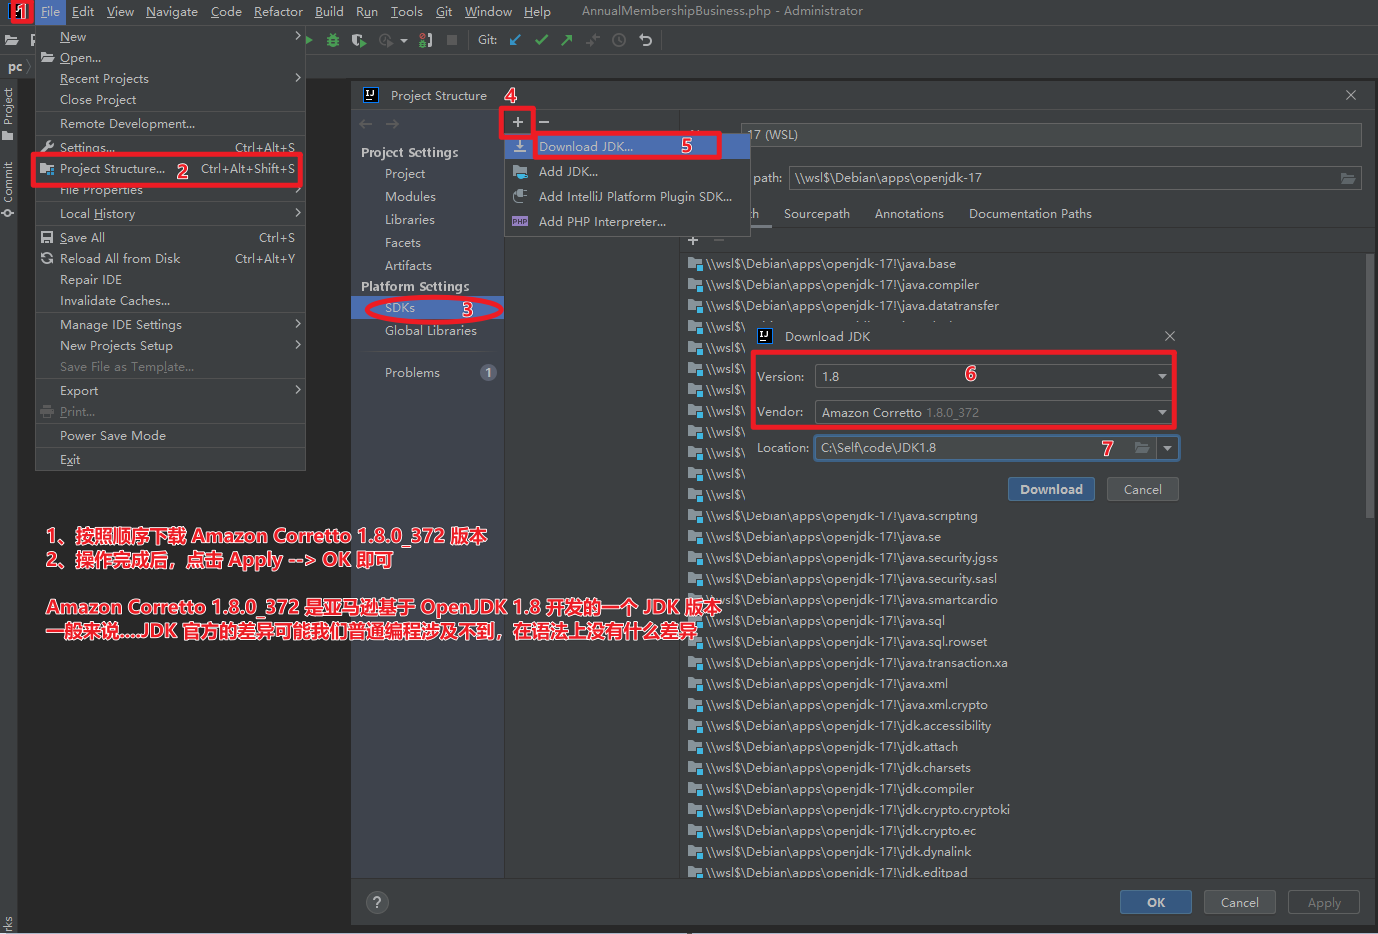 1
File Edit View Navigate Code Refactor Build Run Tools Git Window Help AnnualMembershipBusiness.php - Administrator
Git:
pc
Project
Commit
New
Open...
Recent Projects
Close Project
Remote Development...
Settings... Ctrl+Alt+S
Project Structure... 2 Ctrl+Alt+Shift+S
File Properties
Local History
Save All Ctrl+S
Reload All from Disk Ctrl+Alt+Y
Repair IDE
Invalidate Caches...
Manage IDE Settings
New Projects Setup
Save File as Template...
Export
Print...
Power Save Mode
Exit
Project Structure 4
Project Settings
Project
Modules
Libraries
Facets
Artifacts
Platform Settings
SDKs 3
Global Libraries
Problems 1
Download JDK... 5
Add JDK...
Add IntelliJ Platform Plugin SDK...
PHP Add PHP Interpreter...
17 (WSL)
path: \\wsl$\Debian\apps\openjdk-17
Sourcepath Annotations Documentation Paths
\\wsl$\Debian\apps\openjdk-17!\java.base
\\wsl$\Debian\apps\openjdk-17!\java.compiler
\\wsl$\Debian\apps\openjdk-17!\java.datatransfer
\\wsl$\
\\wsl$\
\\wsl$\
\\wsl$\
\\wsl$\
\\wsl$\
\\wsl$\
\\wsl$\
\\wsl$\
Download JDK
Version: 1.8 6
Vendor: Amazon Corretto 1.8.0_372
Location: C:\Self\code\JDK1.8 7
Download Cancel
\\wsl$\Debian\apps\openjdk-17!\java.scripting
\\wsl$\Debian\apps\openjdk-17!\java.se
\\wsl$\Debian\apps\openjdk-17!\java.security.jgss
\\wsl$\Debian\apps\openjdk-17!\java.security.sasl
\\wsl$\Debian\apps\openjdk-17!\java.smartcardio
\\wsl$\Debian\apps\openjdk-17!\java.sql
\\wsl$\Debian\apps\openjdk-17!\java.sql.rowset
\\wsl$\Debian\apps\openjdk-17!\java.transaction.xa
\\wsl$\Debian\apps\openjdk-17!\java.xml
\\wsl$\Debian\apps\openjdk-17!\java.xml.crypto
\\wsl$\Debian\apps\openjdk-17!\jdk.accessibility
\\wsl$\Debian\apps\openjdk-17!\jdk.attach
\\wsl$\Debian\apps\openjdk-17!\jdk.charsets
\\wsl$\Debian\apps\openjdk-17!\jdk.compiler
\\wsl$\Debian\apps\openjdk-17!\jdk.crypto.cryptoki
\\wsl$\Debian\apps\openjdk-17!\jdk.crypto.ec
\\wsl$\Debian\apps\openjdk-17!\jdk.dynalink
\\wsl$\Debian\apps\openjdk-17!\jdk.editpad
1、按照顺序下载 Amazon Corretto 1.8.0_372 版本
2、操作完成后，点击 Apply --> OK 即可
Amazon Corretto 1.8.0_372 是亚马逊基于 OpenJDK 1.8 开发的一个 JDK 版本
一般来说....JDK 官方的差异可能我们普通编程涉及不到，在语法上没有什么差异
? OK Cancel Apply